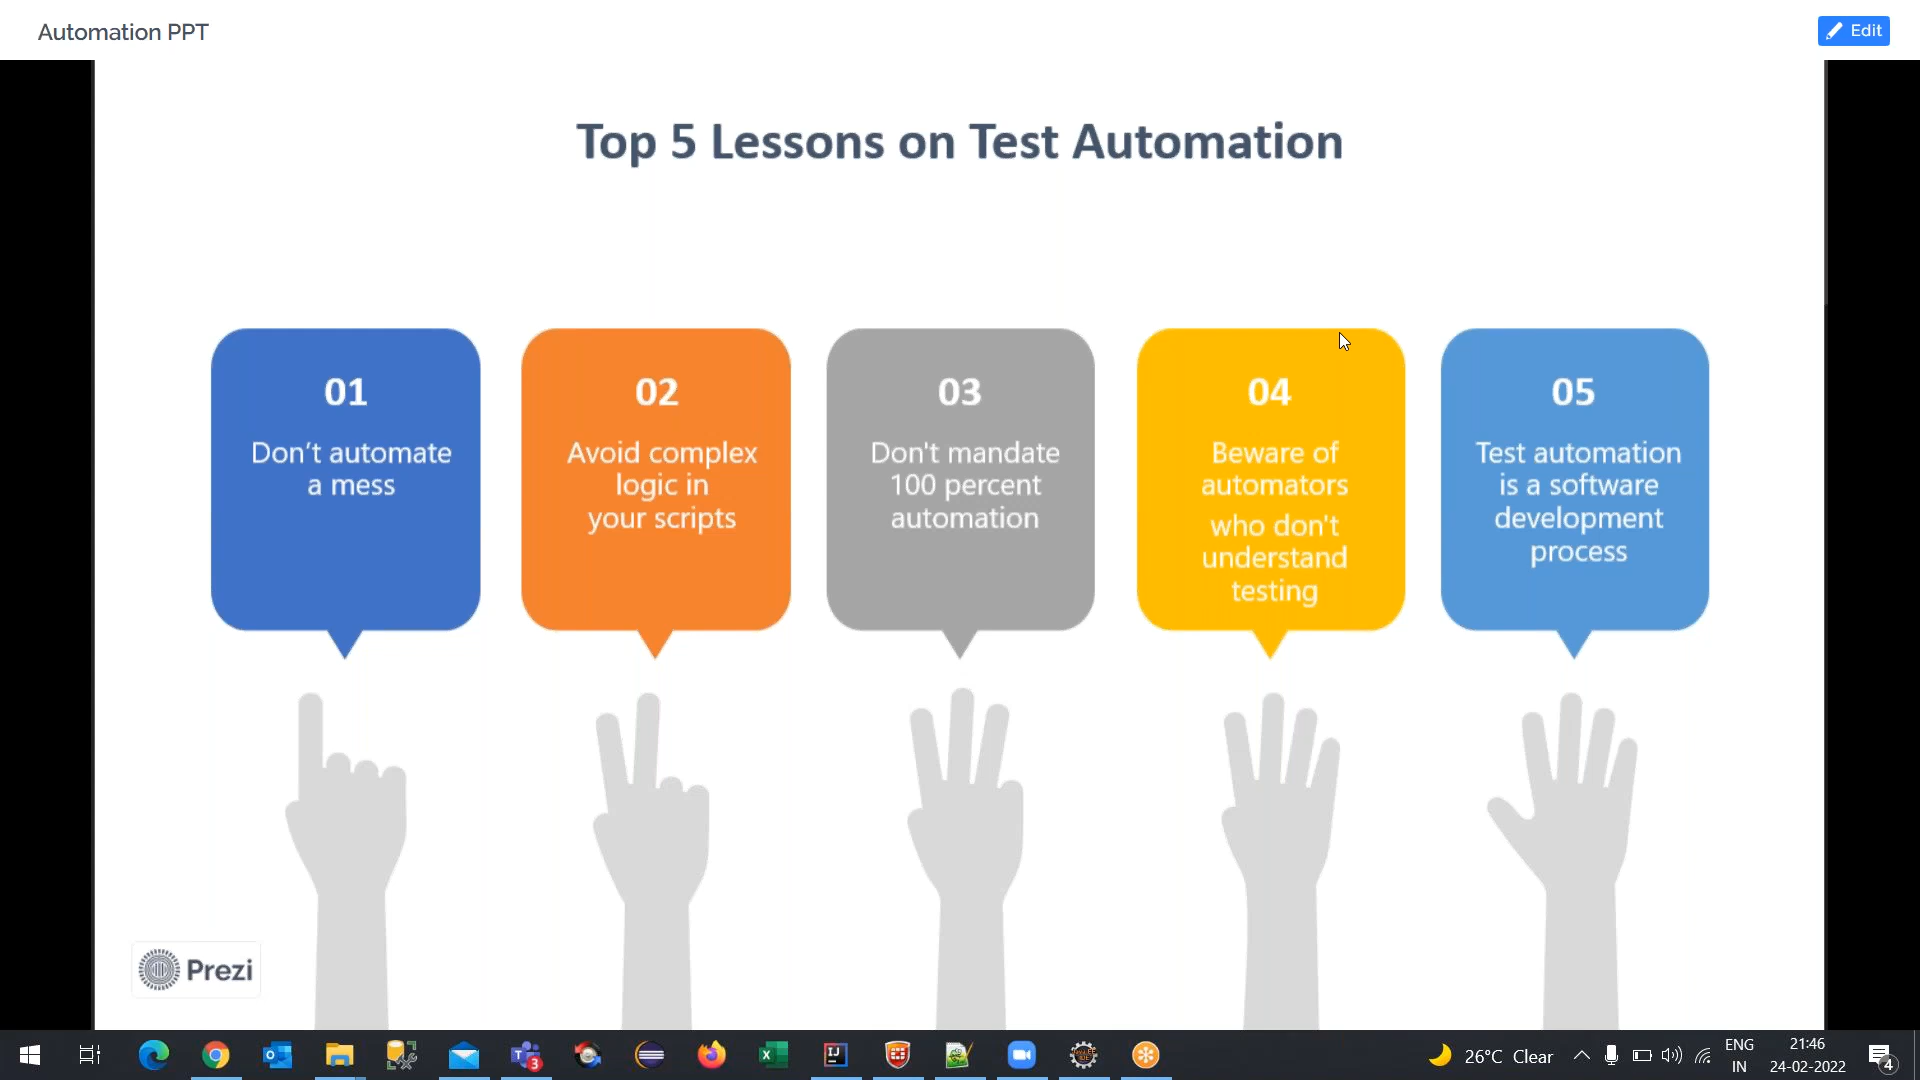 Automation PPT
Edit
Top 5 Lessons on Test Automation
01
Don't automate
a mess
02
Avoid complex
logic in
your scripts
03
Don't mandate
100 percent
automation
04
Beware of
automators
who don't
understand
testing
05
Test automation
is a software
development
process
Prezi
3
26°C Clear
ENG
IN
21:46
24-02-2022
4